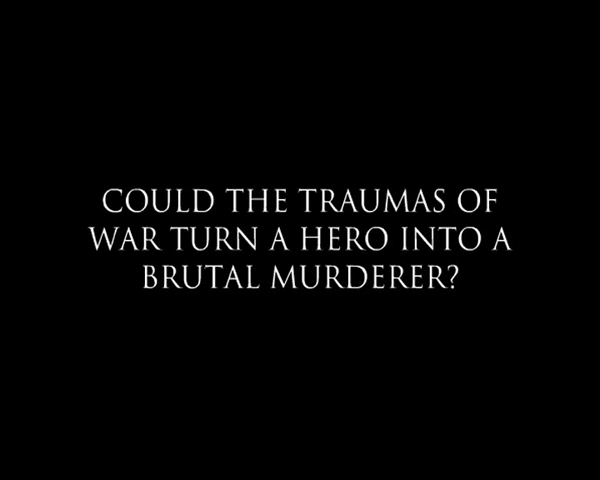 COULD THE TRAUMAS OF
WAR TURN A HERO INTO A
BRUTAL MURDERER?